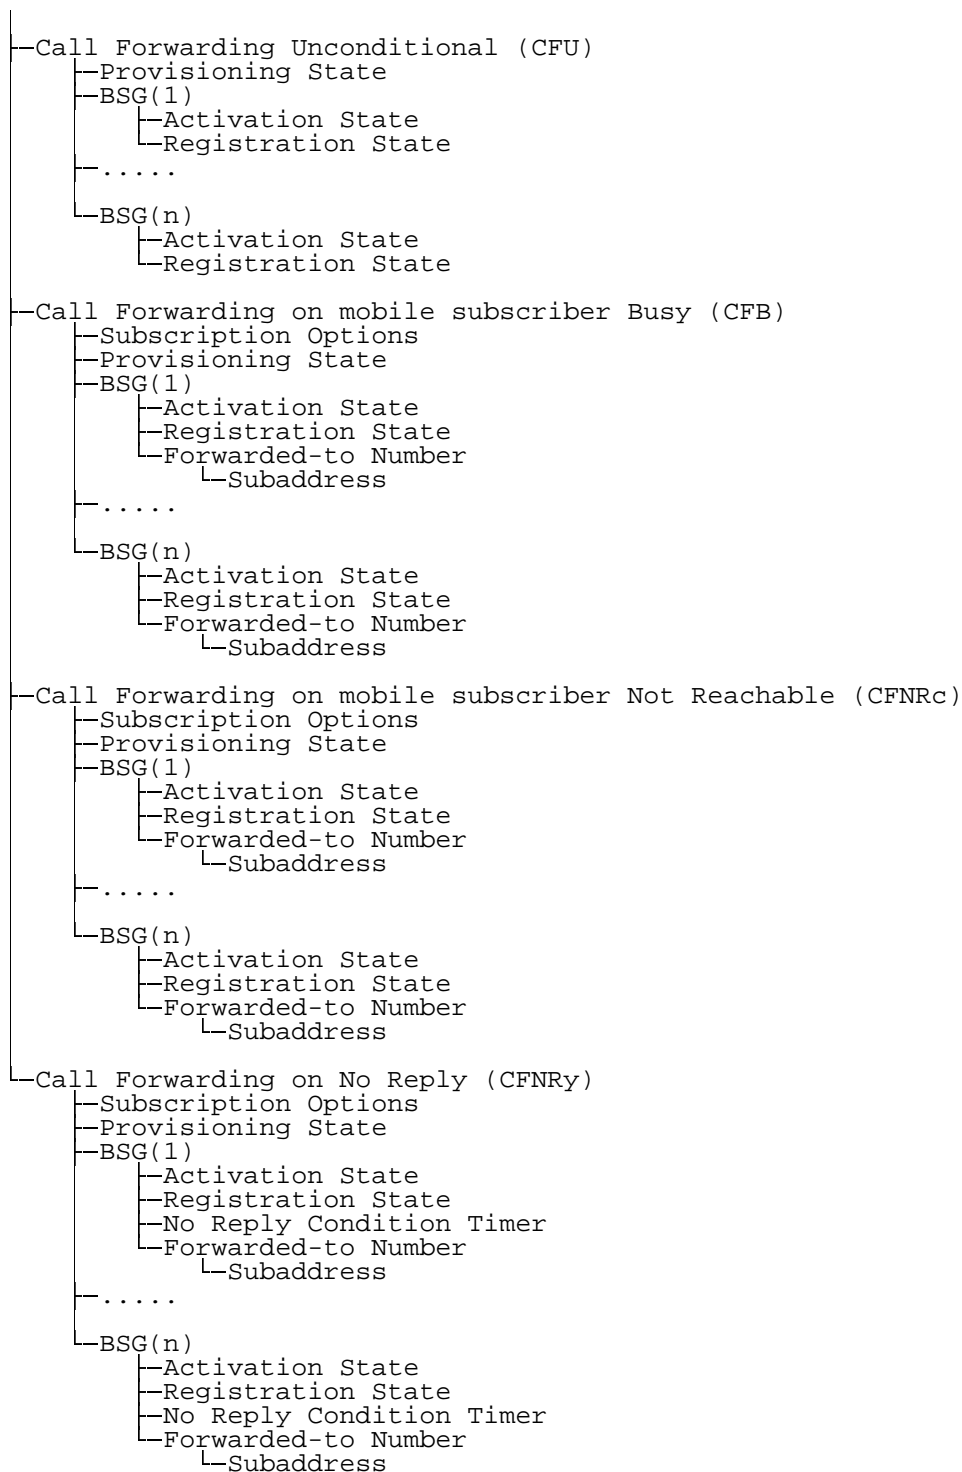 Call Forwarding Unconditional (CFU)
Provisioning State
BSG(1)
Activation State
Registration State
.....
BSG(n)
Activation State
Registration State
Call Forwarding on mobile subscriber Busy (CFB)
Subscription Options
Provisioning State
BSG(1)
Activation State
Registration State
Forwarded-to Number
Subaddress
.....
BSG(n)
Activation State
Registration State
Forwarded-to Number
Subaddress
Call Forwarding on mobile subscriber Not Reachable (CFNRc)
Subscription Options
Provisioning State
BSG(1)
Activation State
Registration State
Forwarded-to Number
Subaddress
.....
BSG(n)
Activation State
Registration State
Forwarded-to Number
Subaddress
Call Forwarding on No Reply (CFNRy)
Subscription Options
Provisioning State
BSG(1)
Activation State
Registration State
No Reply Condition Timer
Forwarded-to Number
Subaddress
.....
BSG(n)
Activation State
Registration State
No Reply Condition Timer
Forwarded-to Number
Subaddress